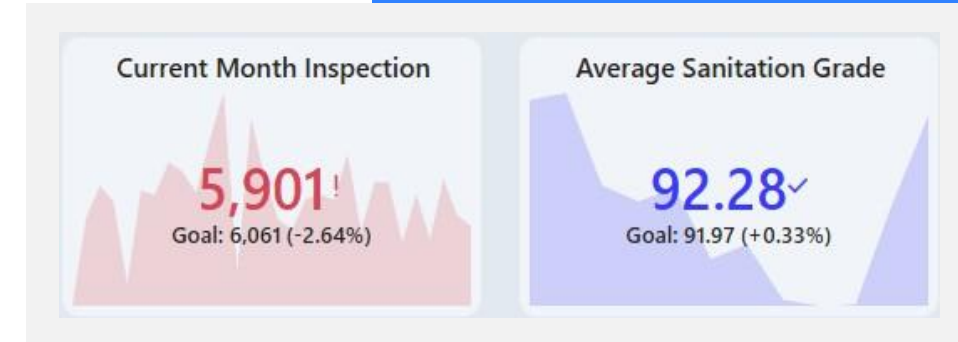 Current Month Inspection
5,901!
Goal: 6,061 (-2.64%)
Average Sanitation Grade
92.28✓
Goal: 91.97 (+0.33%)